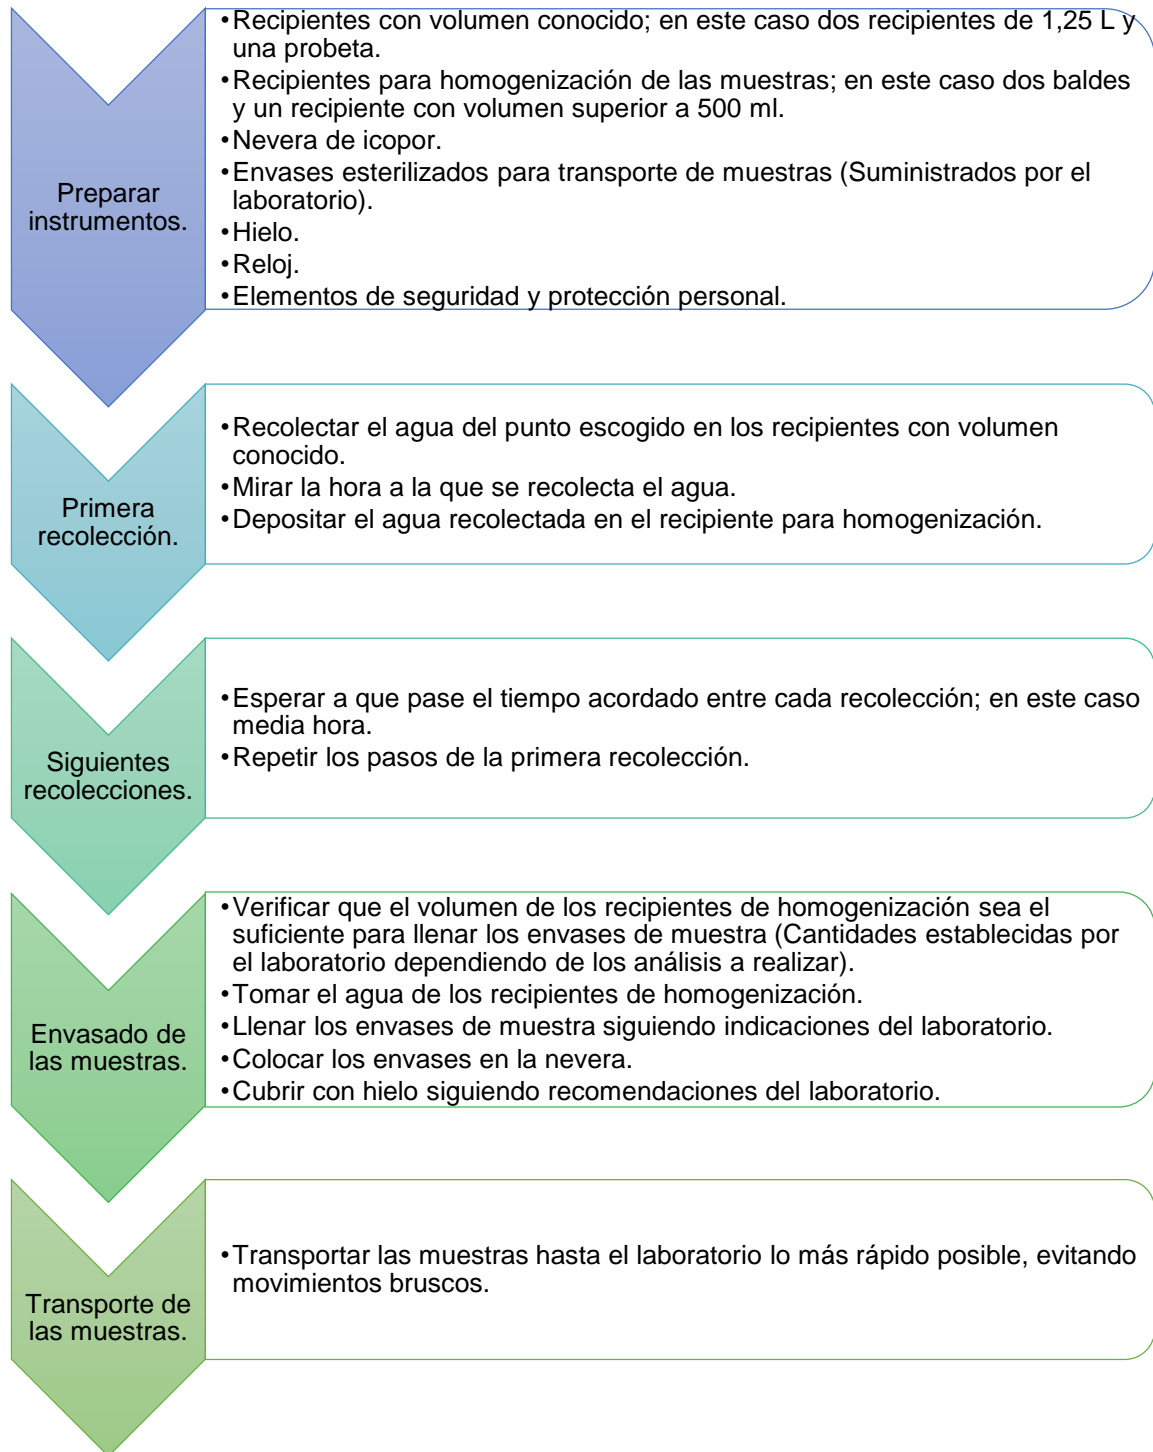 Preparar
instrumentos.
•Recipientes con volumen conocido; en este caso dos recipientes de 1,25 L y
una probeta.
•Recipientes para homogenización de las muestras; en este caso dos baldes
y un recipiente con volumen superior a 500 ml.
•Nevera de icopor.
•Envases esterilizados para transporte de muestras (Suministrados por el
laboratorio).
•Hielo.
•Reloj.
•Elementos de seguridad y protección personal.
Primera
recolección.
•Recolectar el agua del punto escogido en los recipientes con volumen
conocido.
•Mirar la hora a la que se recolecta el agua.
•Depositar el agua recolectada en el recipiente para homogenización.
Siguientes
recolecciones.
•Esperar a que pase el tiempo acordado entre cada recolección; en este caso
media hora.
•Repetir los pasos de la primera recolección.
Envasado de
las muestras.
•Verificar que el volumen de los recipientes de homogenización sea el
suficiente para llenar los envases de muestra (Cantidades establecidas por
el laboratorio dependiendo de los análisis a realizar).
•Tomar el agua de los recipientes de homogenización.
•Llenar los envases de muestra siguiendo indicaciones del laboratorio.
•Colocar los envases en la nevera.
•Cubrir con hielo siguiendo recomendaciones del laboratorio.
Transporte de
las muestras.
•Transportar las muestras hasta el laboratorio lo más rápido posible, evitando
movimientos bruscos.